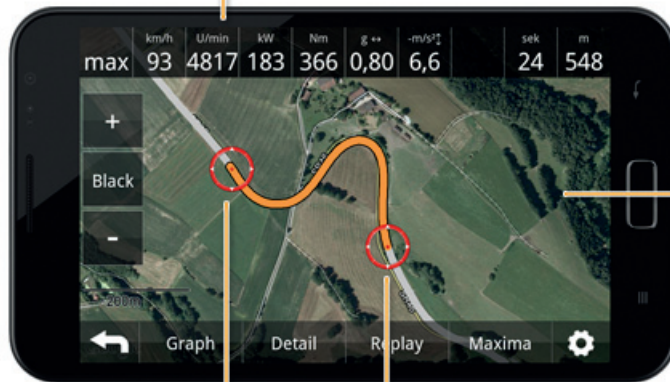 km/h U/min kW Nm g ↔ -m/s²↕ sek m
max 93 4817 183 366 0,80 6,6 24 548
+
Black
-
200m
Graph Detail Replay Maxima